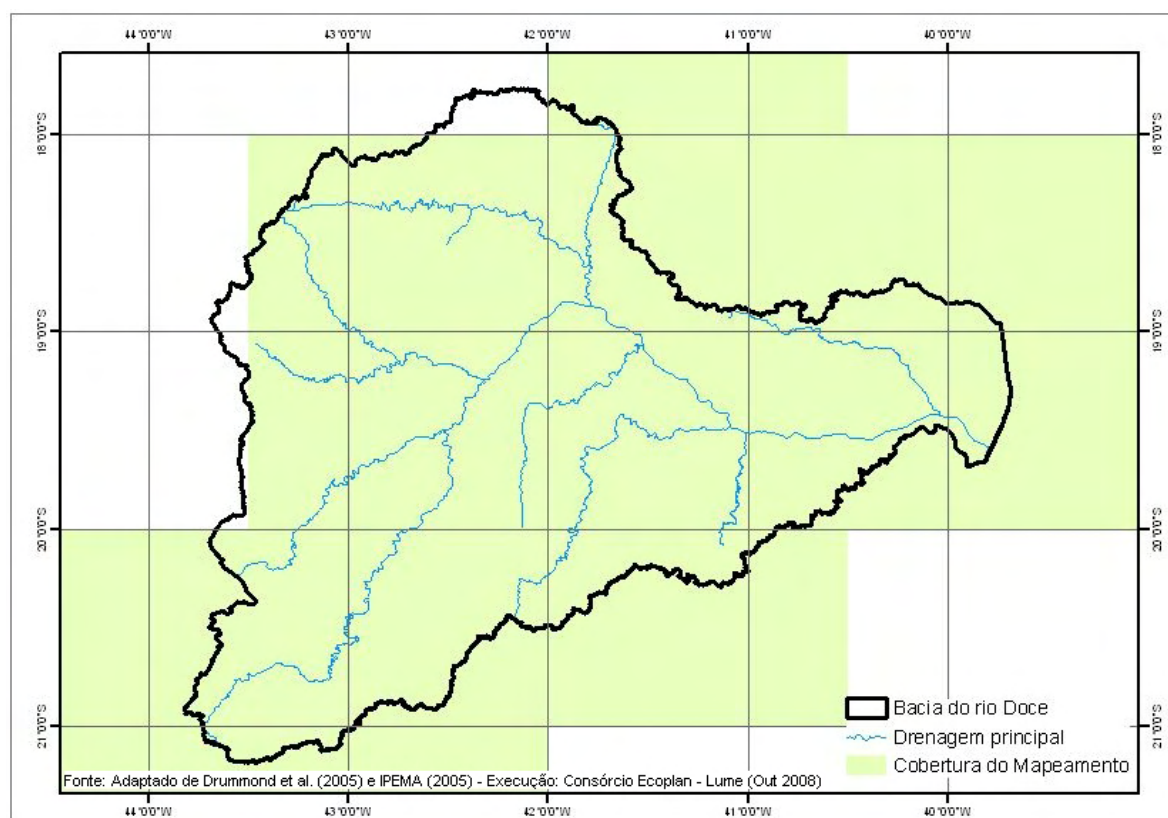 44°0'0"W 43°0'0"W 42°0'0"W 41°0'0"W 40°0'0"W
18°0'0"S 18°0'0"S
19°0'0"S 19°0'0"S
20°0'0"S 20°0'0"S
21°0'0"S 21°0'0"S
Bacia do rio Doce
Drenagem principal
Cobertura do Mapeamento
Fonte: Adaptado de Drummond et al. (2005) e IPEMA (2005) - Execução: Consórcio Ecoplan - Lume (Out 2008)
44°0'0"W 43°0'0"W 42°0'0"W 41°0'0"W 40°0'0"W